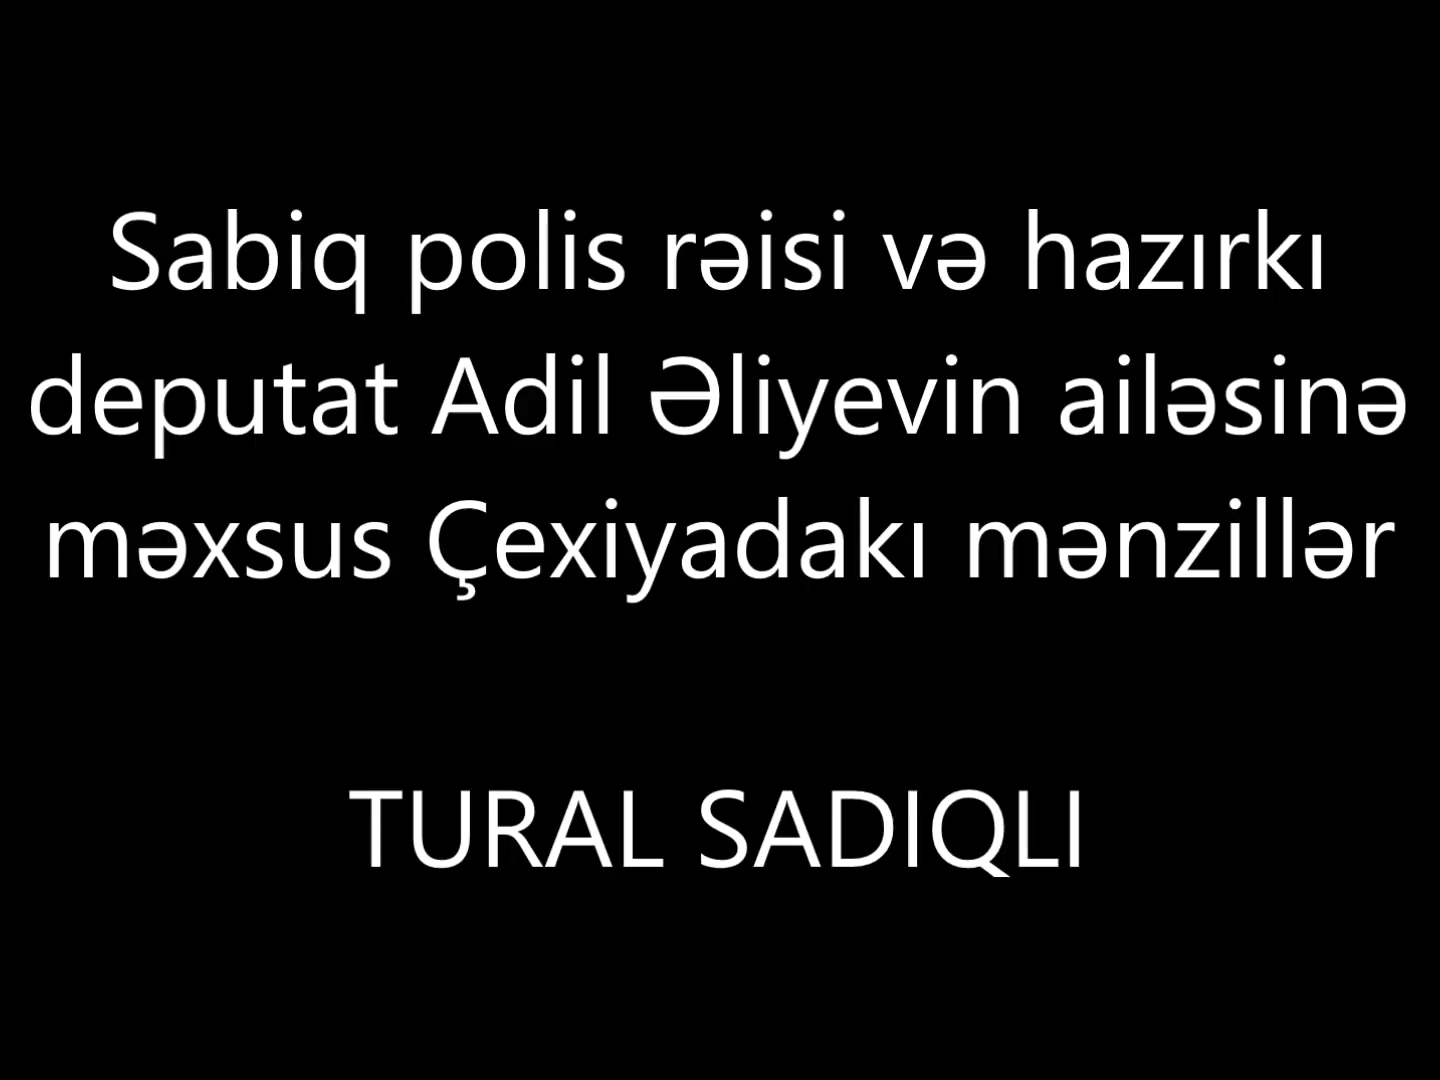 Sabiq polis rəisi və hazırkı
deputat Adil Əliyevin ailəsinə
məxsus Çexiyadakı mənzillər
TURAL SADIQLI